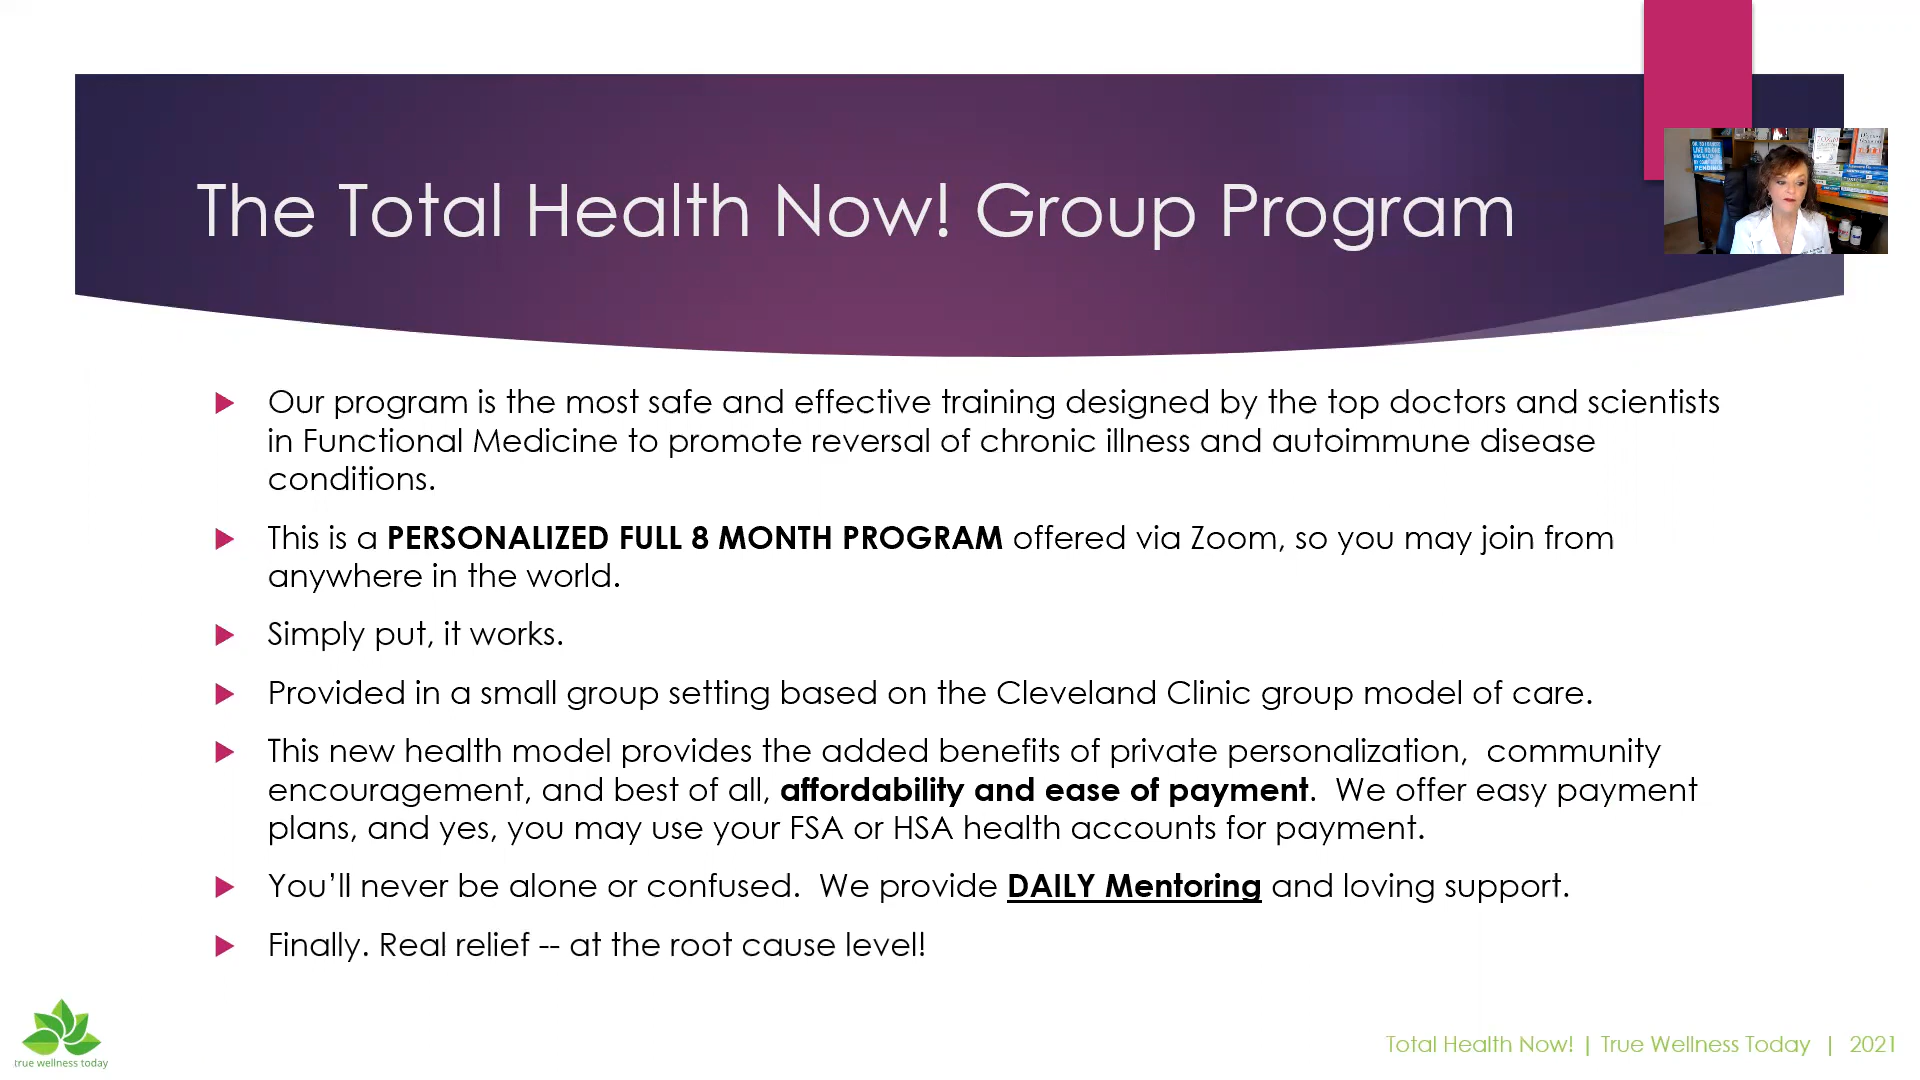 The Total Health Now! Group Program
Our program is the most safe and effective training designed by the top doctors and scientists
in Functional Medicine to promote reversal of chronic illness and autoimmune disease
conditions.
This is a PERSONALIZED FULL 8 MONTH PROGRAM offered via Zoom, so you may join from
anywhere in the world.
Simply put, it works.
Provided in a small group setting based on the Cleveland Clinic group model of care.
This new health model provides the added benefits of private personalization,  community
encouragement, and best of all, affordability and ease of payment.  We offer easy payment
plans, and yes, you may use your FSA or HSA health accounts for payment.
You’ll never be alone or confused.  We provide DAILY Mentoring and loving support.
Finally. Real relief -- at the root cause level!
true wellness today
Total Health Now! | True Wellness Today | 2021